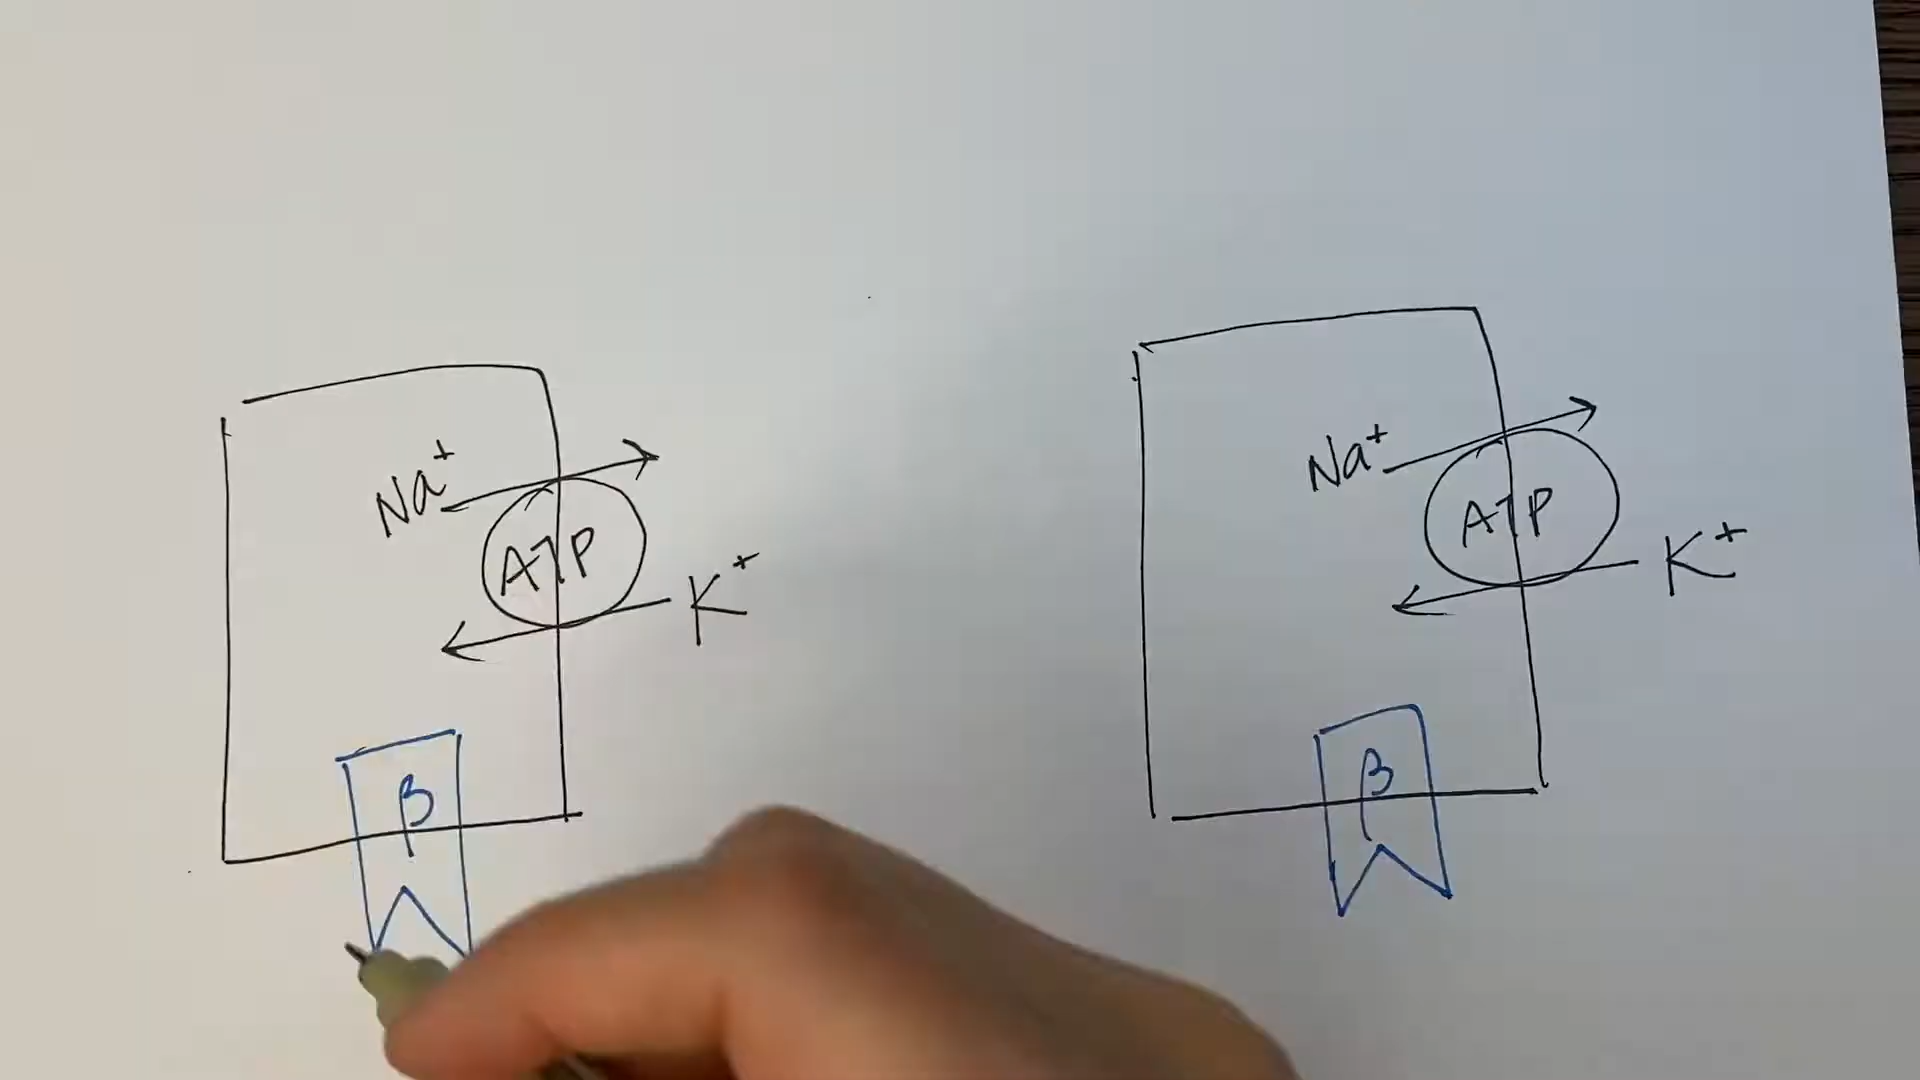 Na⁺
ATP
K⁺
β
Na⁺
ATP
K⁺
β